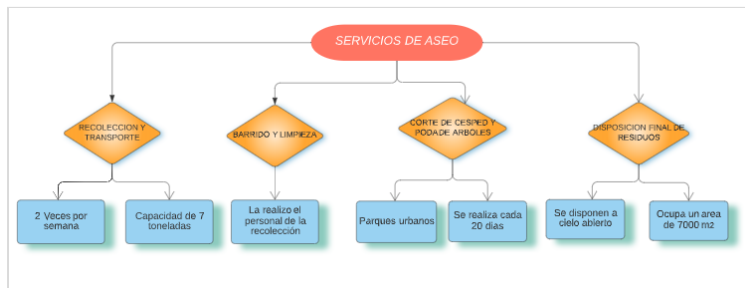 SERVICIOS DE ASEO
RECOLECCION Y
TRANSPORTE
BARRIDO Y LIMPIEZA
CORTE DE CESPED Y
PODA DE ARBOLES
DISPOSICION FINAL DE
RESIDUOS
2 Veces por
semana
Capacidad de 7
toneladas
La realizo el
personal de la
recolección
Parques urbanos
Se realiza cada
20 dias
Se disponen a
cielo abierto
Ocupa un area
de 7000 m2